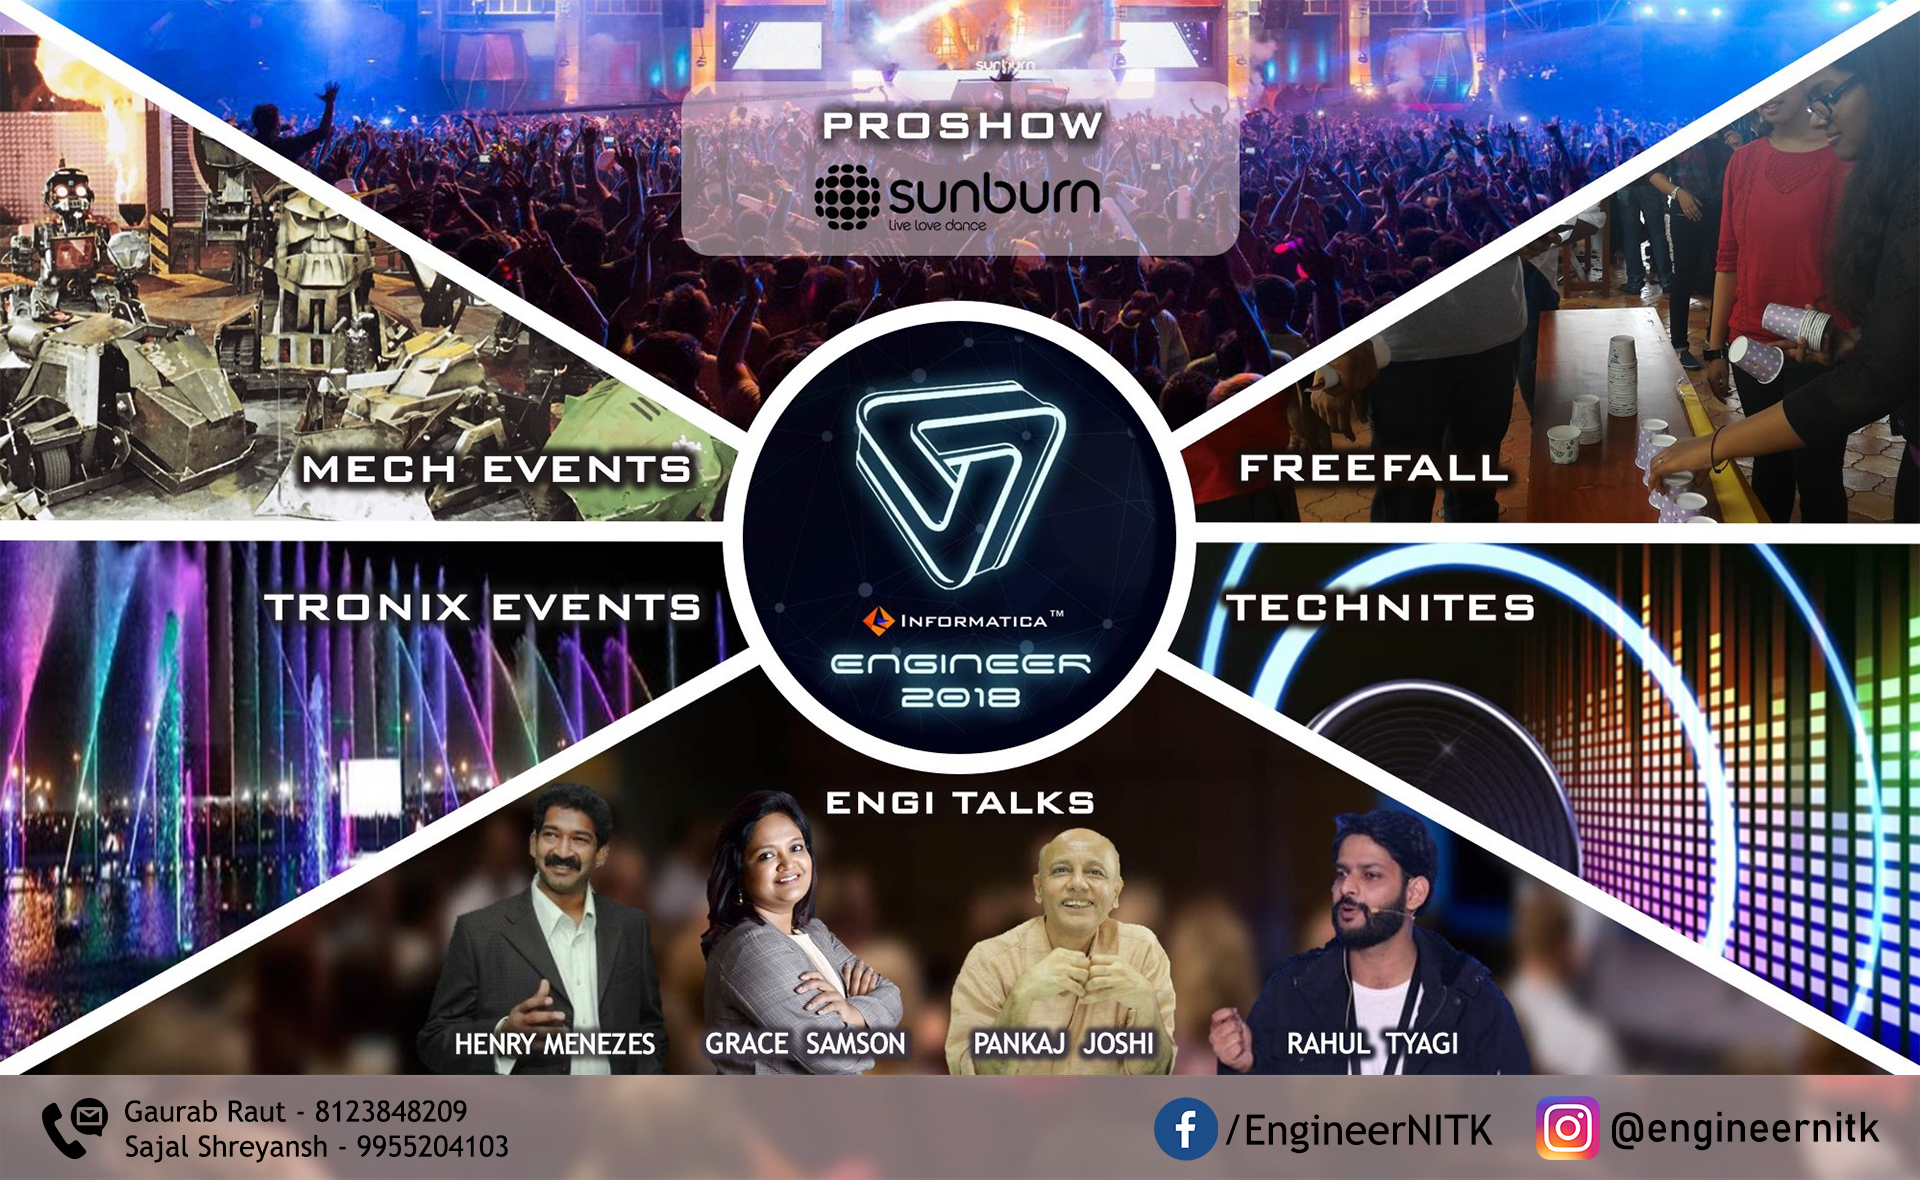 sunburn
PROSHOW
sunburn
live love dance
MECH EVENTS
FREEFALL
TRONIX EVENTS
TECHNITES
INFORMATICA™
ENGINEER
2018
ENGI TALKS
HENRY MENEZES
GRACE SAMSON
PANKAJ JOSHI
RAHUL TYAGI
Gaurab Raut - 8123848209
Sajal Shreyansh - 9955204103
/EngineerNITK
@engineernitk